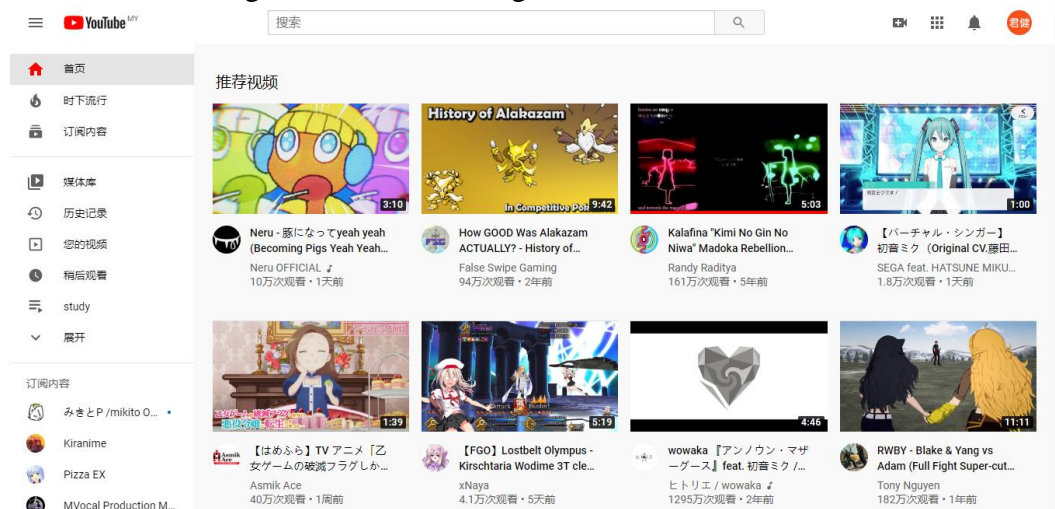 YouTube MY
搜索
君健
首页
时下流行
订阅内容
媒体库
历史记录
您的视频
稍后观看
study
展开
订阅内容
みきとP /mikito O...
Kiranime
Pizza EX
MVocal Production M...
推荐视频
3:10
Neru - 豚になってyeah yeah
(Becoming Pigs Yeah Yeah...
Neru OFFICIAL
10万次观看・1天前
History of Alakazam
In Competitive Pok
9:42
How GOOD Was Alakazam
ACTUALLY? - History of...
False Swipe Gaming
94万次观看・2年前
5:03
Kalafina "Kimi No Gin No
Niwa" Madoka Rebellion...
Randy Raditya
161万次观看・5年前
1:00
【バーチャル・シンガー】
初音ミク（Original CV.藤田...
SEGA feat. HATSUNE MIKU...
1.8万次观看・1天前
1:39
Asmik
Ace
【はめふら】TVアニメ「乙
女ゲームの破滅フラグしか...
Asmik Ace
40万次观看・1周前
Attack
Buster!
5:19
【FGO】Lostbelt Olympus -
Kirschtaria Wodime 3T cle...
xNaya
4.1万次观看・5天前
4:46
wowaka 『アンノウン・マザ
ーグース』feat. 初音ミク /...
ヒトリエ / wowaka
1295万次观看・2年前
11:11
RWBY - Blake & Yang vs
Adam (Full Fight Super-cut...
Tony Nguyen
182万次观看・1年前